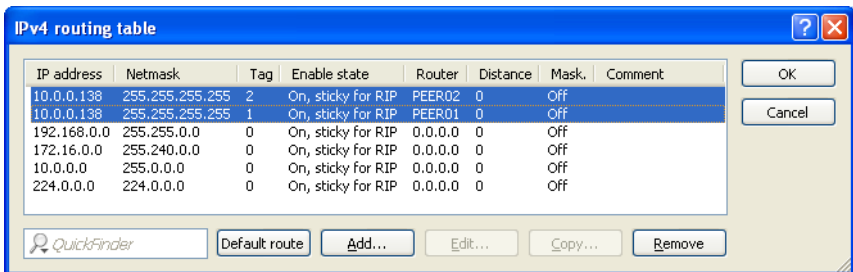 IPv4 routing table
IP address Netmask Tag Enable state Router Distance Mask. Comment
10.0.0.138 255.255.255.255 2 On, sticky for RIP PEER02 0 Off
10.0.0.138 255.255.255.255 1 On, sticky for RIP PEER01 0 Off
192.168.0.0 255.255.0.0 0 On, sticky for RIP 0.0.0.0 0 Off
172.16.0.0 255.240.0.0 0 On, sticky for RIP 0.0.0.0 0 Off
10.0.0.0 255.0.0.0 0 On, sticky for RIP 0.0.0.0 0 Off
224.0.0.0 224.0.0.0 0 On, sticky for RIP 0.0.0.0 0 Off
OK
Cancel
QuickFinder Default route Add... Edit... Copy... Remove